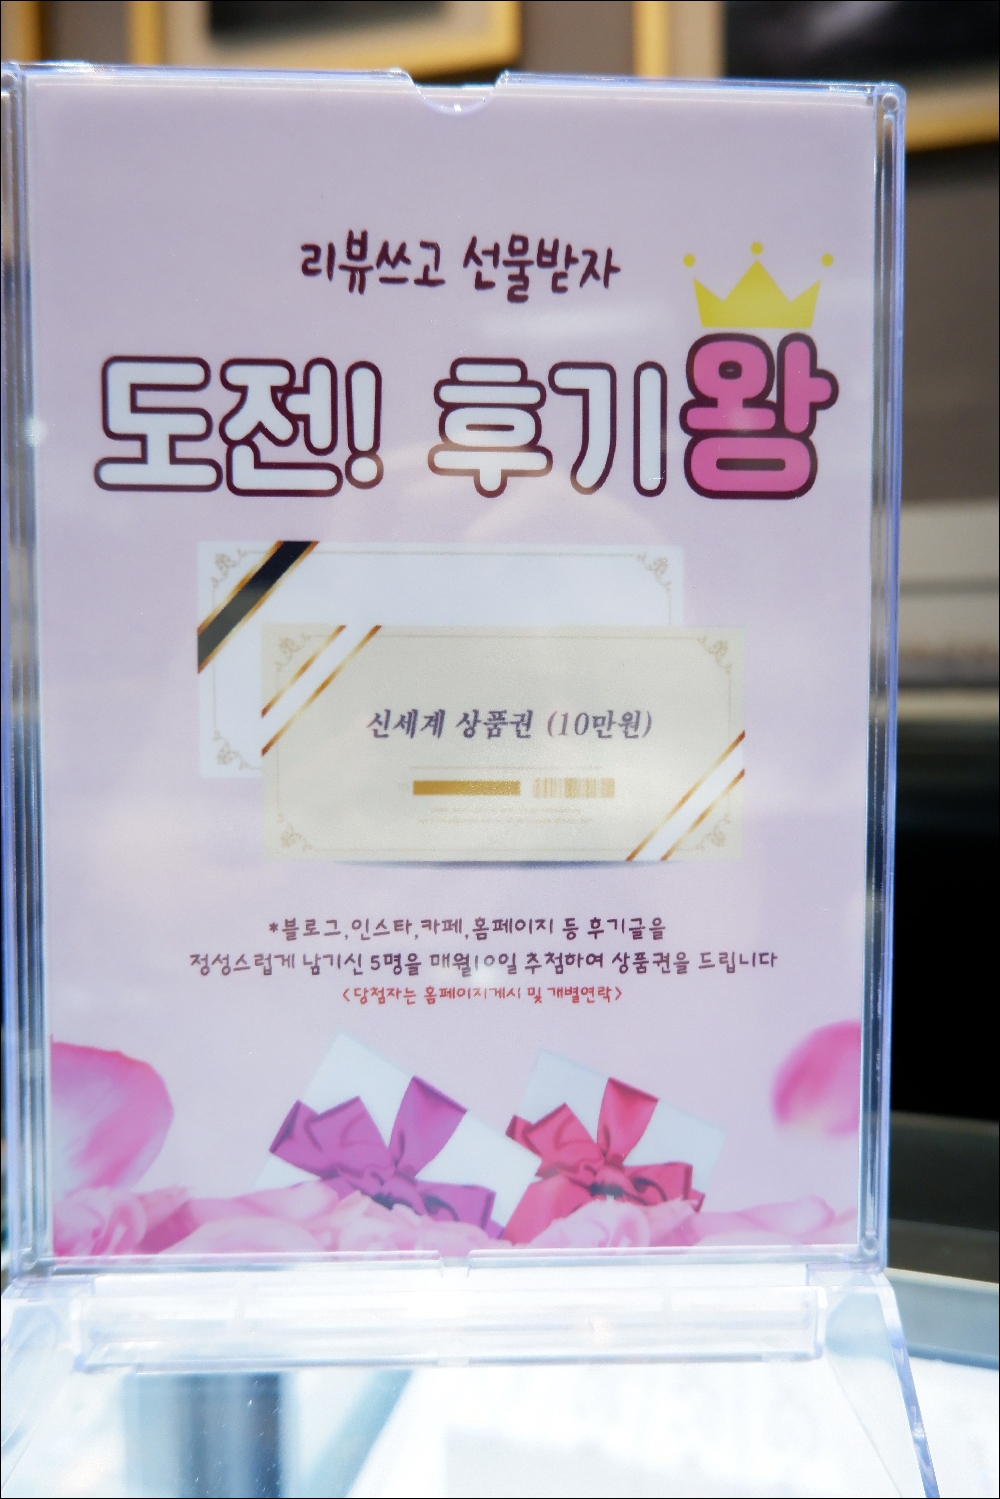 리뷰쓰고 선물받자
도전! 후기왕
신세계 상품권 (10만원)
*블로그,인스타,카페,홈페이지 등 후기글을
정성스럽게 남기신 5명을 매월10일 추첨하여 상품권을 드립니다
<당첨자는 홈페이지게시 및 개별연락>